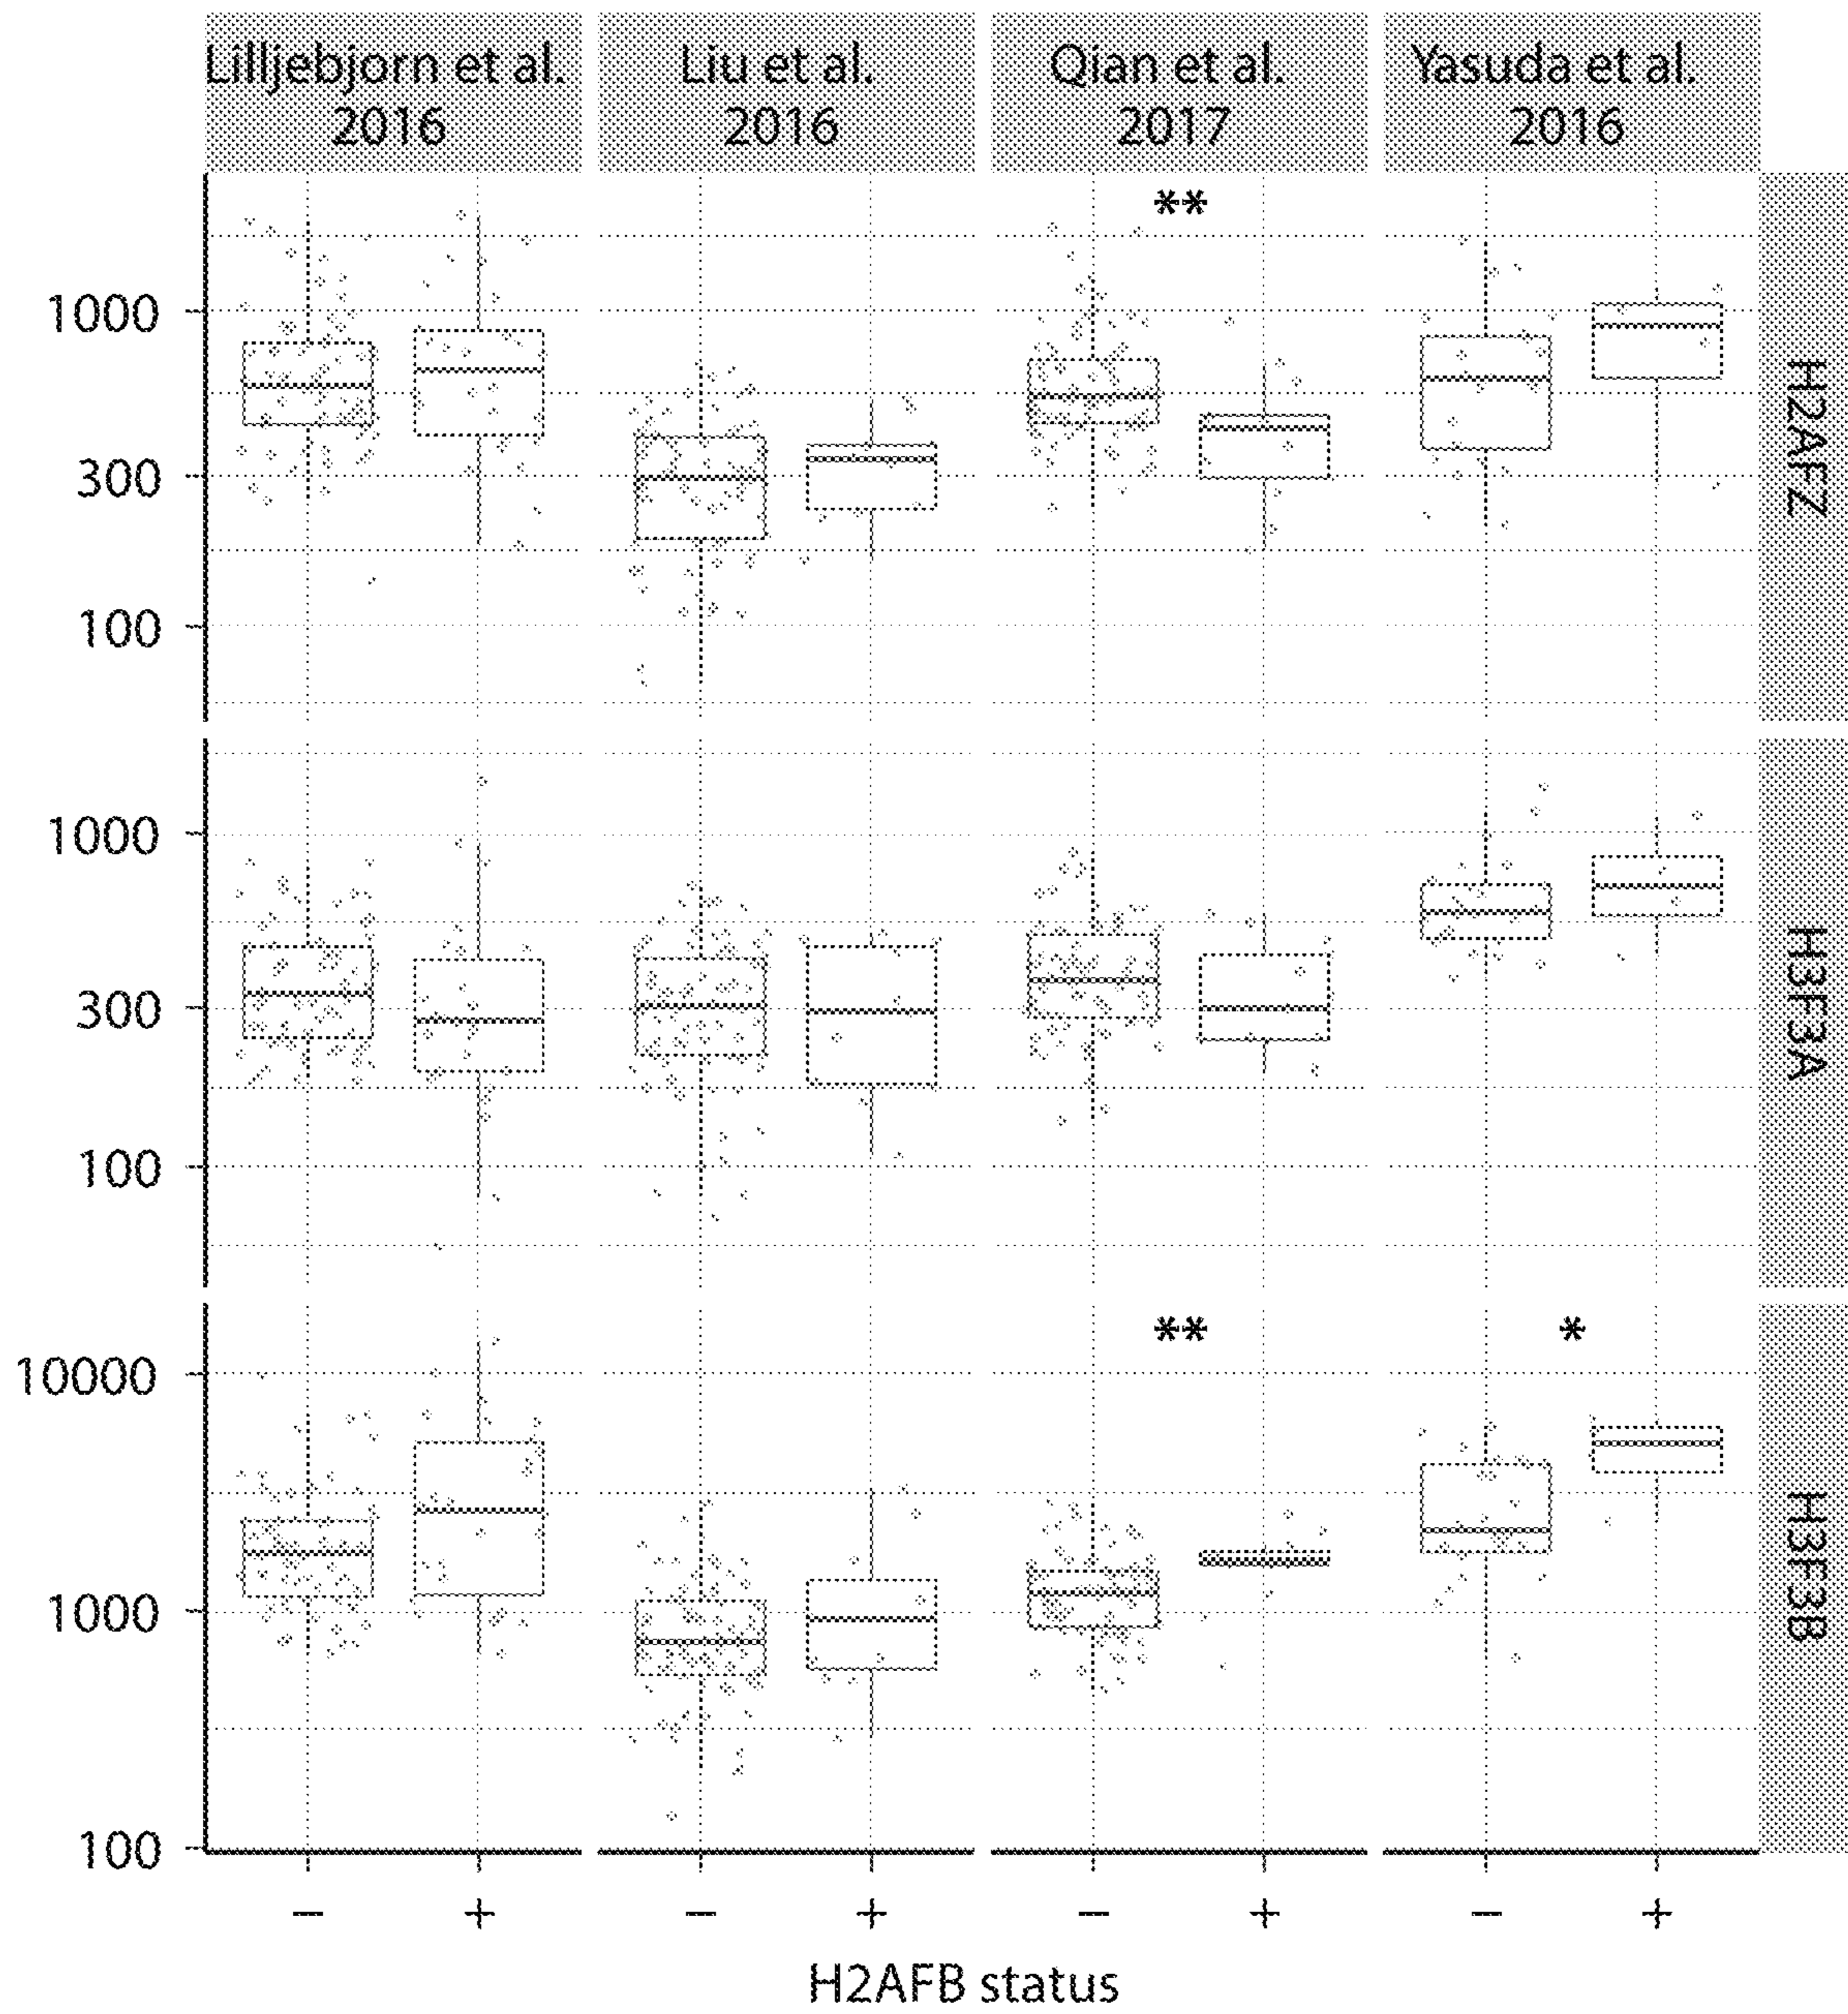 Lilljebjorn et al.
2016
Liu et al.
2016
Qian et al.
2017
Yasuda et al.
2016
**
1000
300
100
H2AFZ
1000
300
100
H3F3A
** *
10000
1000
100
H3F3B
− + − + − + − +
H2AFB status